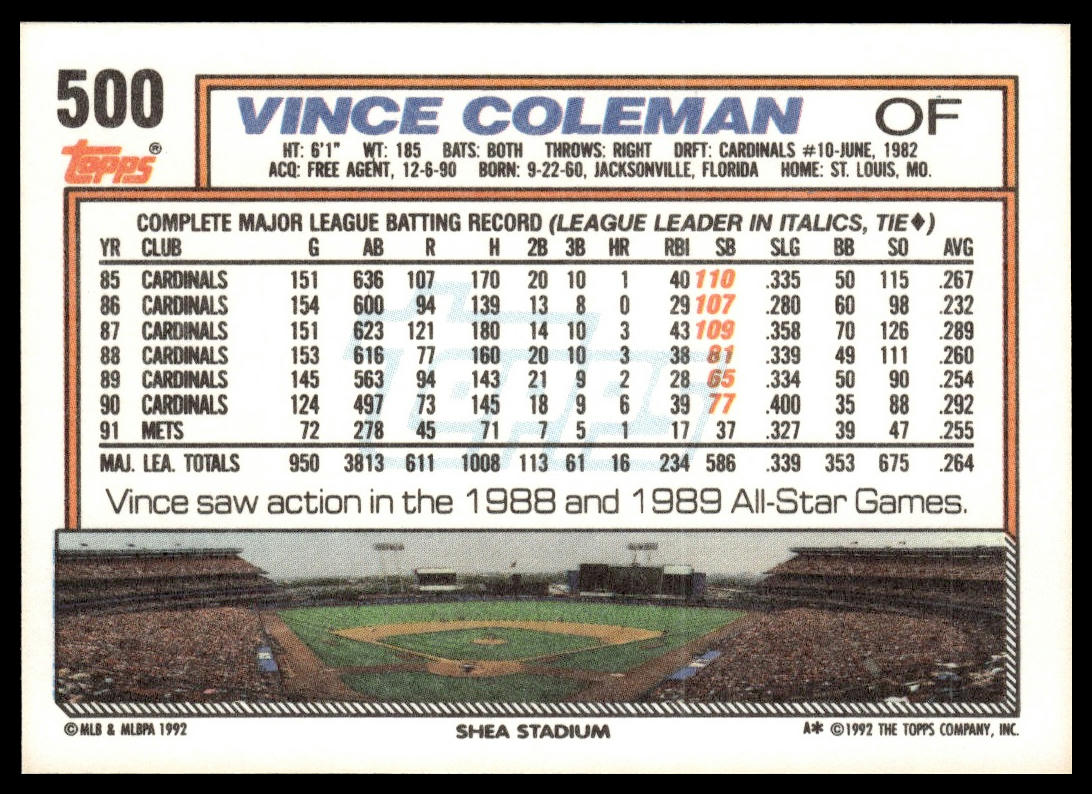 500
topps®
VINCE COLEMAN OF
HT: 6'1" WT: 185 BATS: BOTH THROWS: RIGHT DRFT: CARDINALS #10-JUNE, 1982
ACQ: FREE AGENT, 12-6-90 BORN: 9-22-60, JACKSONVILLE, FLORIDA HOME: ST. LOUIS, MO.
COMPLETE MAJOR LEAGUE BATTING RECORD (LEAGUE LEADER IN ITALICS, TIE♦)
YR CLUB G AB R H 2B 3B HR RBI SB SLG BB SO AVG
85 CARDINALS 151 636 107 170 20 10 1 40 110 .335 50 115 .267
86 CARDINALS 154 600 94 139 13 8 0 29 107 .280 60 98 .232
87 CARDINALS 151 623 121 180 14 10 3 43 109 .358 70 126 .289
88 CARDINALS 153 616 77 160 20 10 3 38 81 .339 49 111 .260
89 CARDINALS 145 563 94 143 21 9 2 28 65 .334 50 90 .254
90 CARDINALS 124 497 73 145 18 9 6 39 77 .400 35 88 .292
91 METS 72 278 45 71 7 5 1 17 37 .327 39 47 .255
MAJ. LEA. TOTALS 950 3813 611 1008 113 61 16 234 586 .339 353 675 .264
Topps
Vince saw action in the 1988 and 1989 All-Star Games.
© MLB & MLBPA 1992 SHEA STADIUM A* © 1992 THE TOPPS COMPANY, INC.